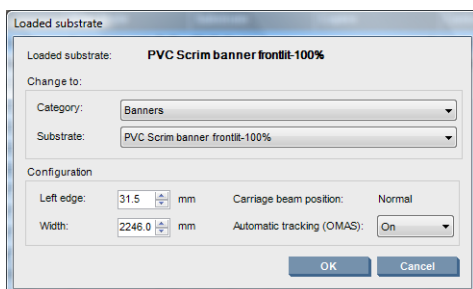 Loaded substrate
Loaded substrate: PVC Scrim banner frontlit-100%
Change to:
Category: Banners
Substrate: PVC Scrim banner frontlit-100%
Configuration
Left edge: 31.5 mm Carriage beam position: Normal
Width: 2246.0 mm Automatic tracking (OMAS): On
OK Cancel